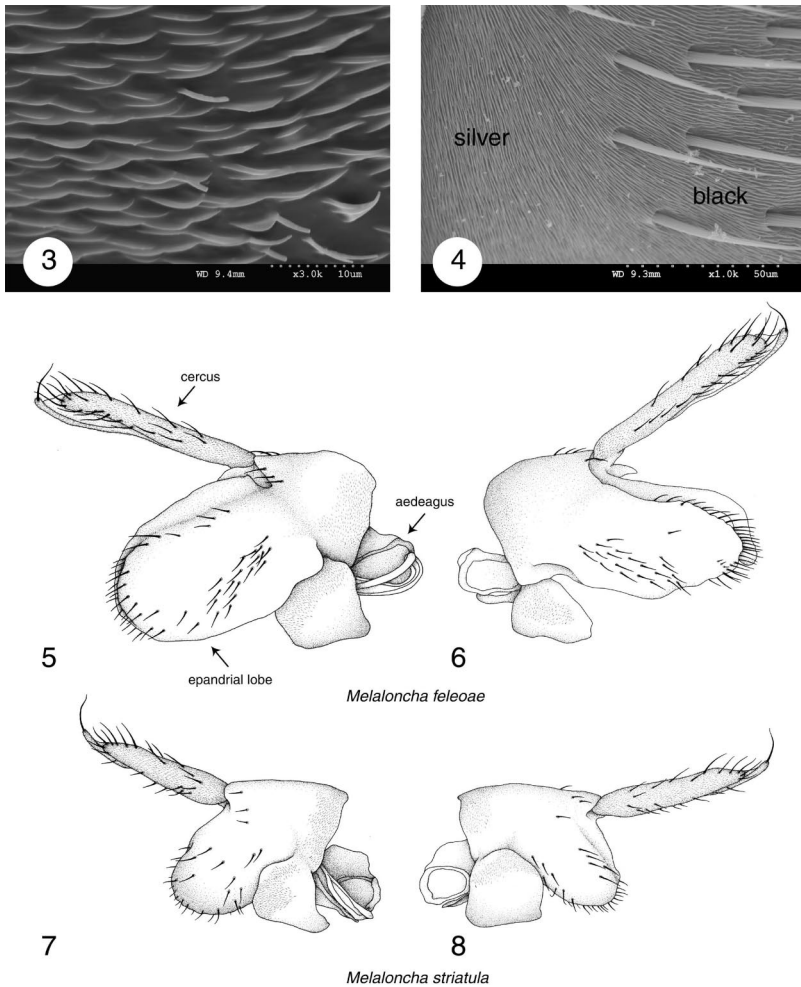 3
WD 9.4mm x3.0k 10um
silver
black
4
WD 9.3mm x1.0k 50um
cercus
aedeagus
5
epandrial lobe
6
Melaloncha feleoae
7
8
Melaloncha striatula